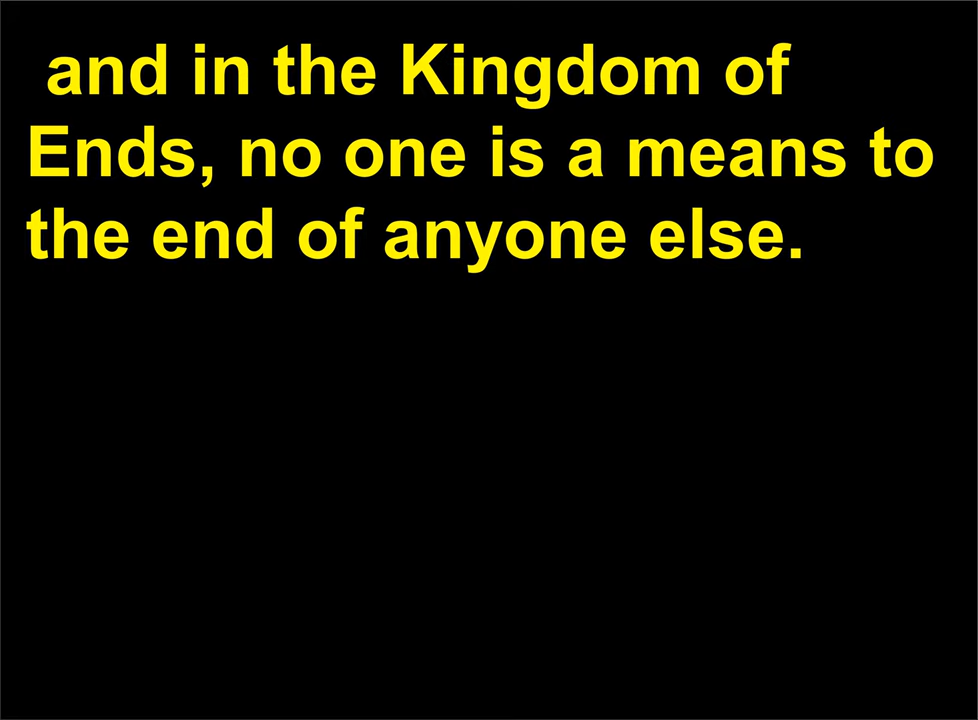 and in the Kingdom of
Ends, no one is a means to
the end of anyone else.